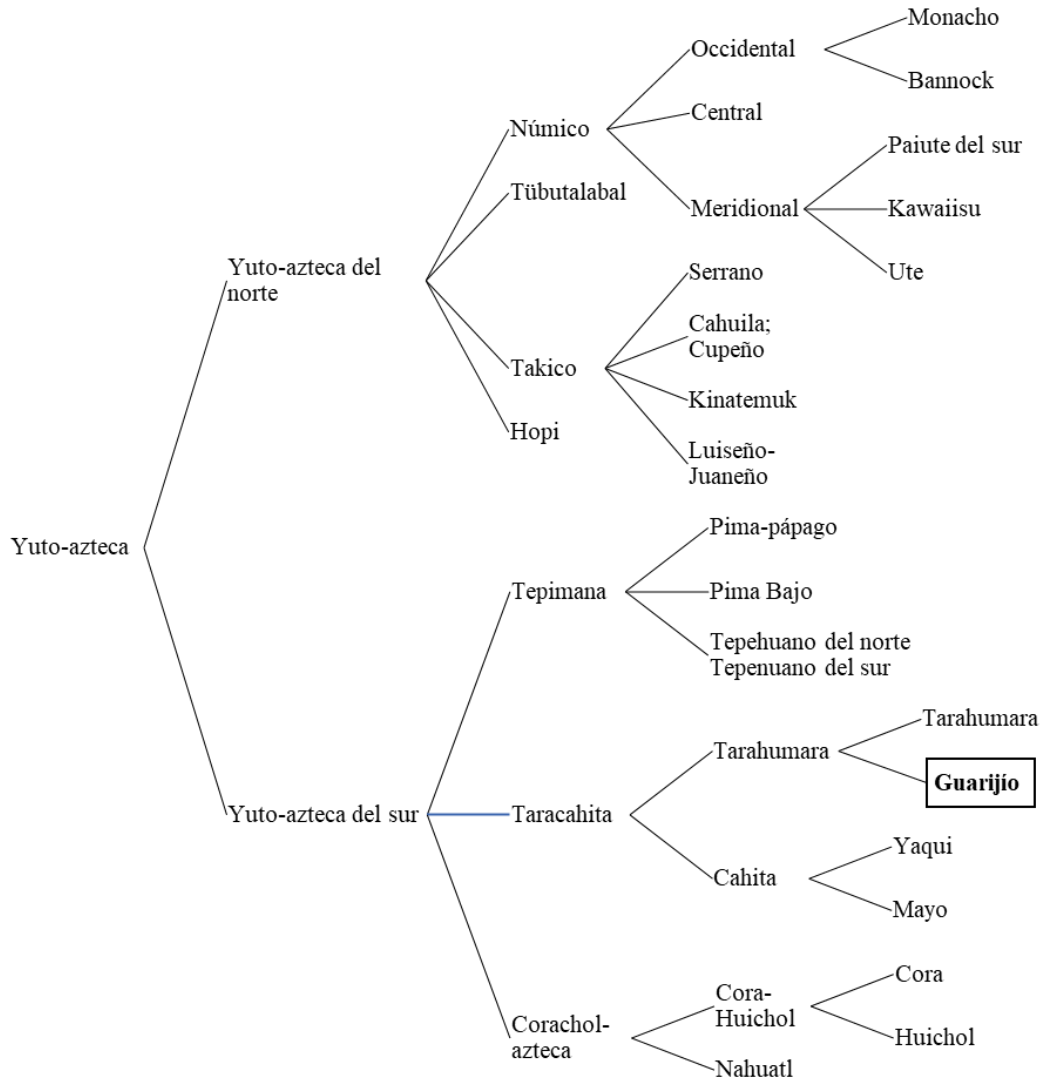 Monacho
Occidental
Bannock
Central
Númico
Paiute del sur
Tübutalabal
Meridional
Kawaiisu
Yuto-azteca del
norte
Ute
Serrano
Cahuila;
Cupeño
Takico
Kinatemuk
Hopi
Luiseño-
Juaneño
Yuto-azteca
Pima-pápago
Tepimana
Pima Bajo
Tepehuano del norte
Tepenuano del sur
Tarahumara
Tarahumara
Guarijío
Yuto-azteca del sur
Taracahita
Yaqui
Cahita
Mayo
Cora
Cora-
Huichol
Corachol-
azteca
Huichol
Nahuatl